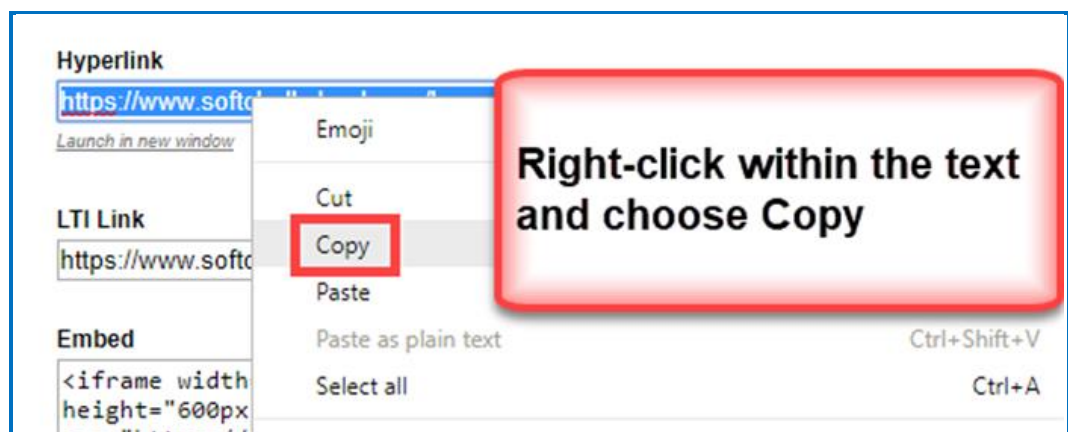 Hyperlink
https://www.softc
Launch in new window
LTI Link
https://www.softc
Embed
<iframe width
height="600px
Emoji
Cut
Copy
Paste
Paste as plain text Ctrl+Shift+V
Select all Ctrl+A
Right-click within the text
and choose Copy